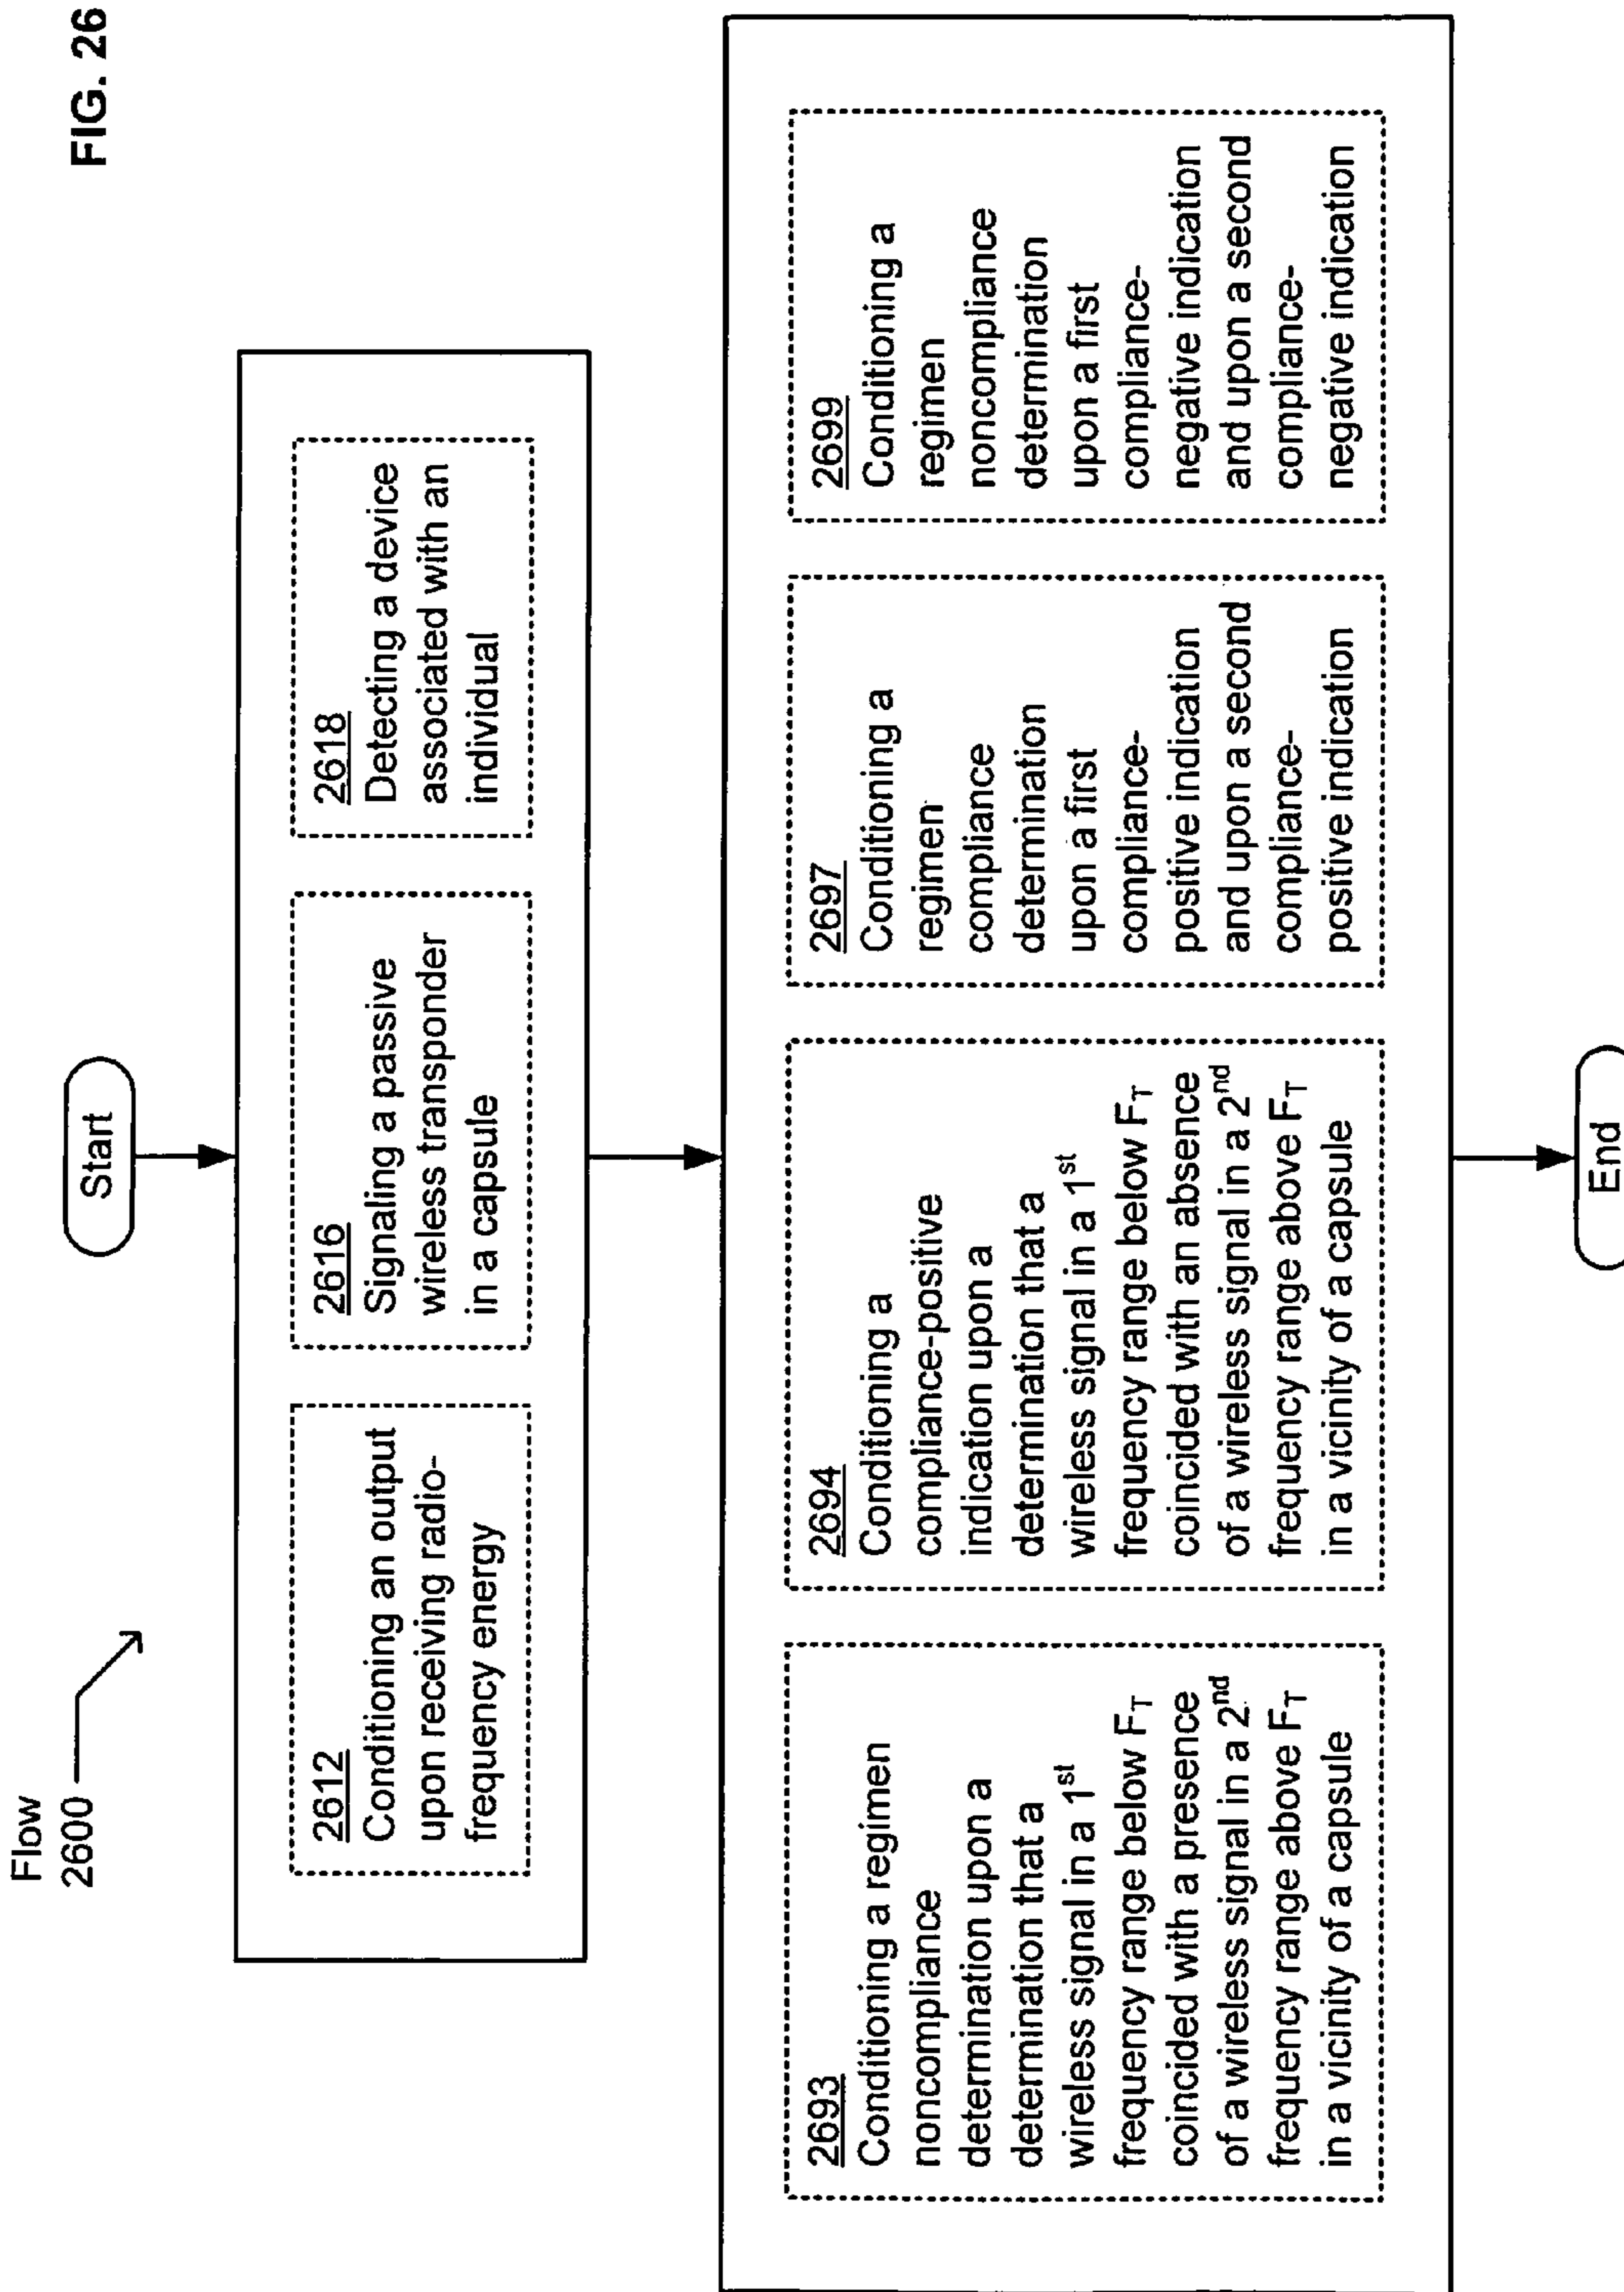 FIG. 26
Flow
2600
Start
2612
Conditioning an output
upon receiving radio-
frequency energy
2616
Signaling a passive
wireless transponder
in a capsule
2618
Detecting a device
associated with an
individual
2693
Conditioning a regimen
noncompliance
determination upon a
determination that a
wireless signal in a 1st
frequency range below FT
coincided with a presence
of a wireless signal in a 2nd
frequency range above FT
in a vicinity of a capsule
2694
Conditioning a
compliance-positive
indication upon a
determination that a
wireless signal in a 1st
frequency range below FT
coincided with an absence
of a wireless signal in a 2nd
frequency range above FT
in a vicinity of a capsule
2697
Conditioning a
regimen
compliance
determination
upon a first
compliance-
positive indication
and upon a second
compliance-
positive indication
2699
Conditioning a
regimen
noncompliance
determination
upon a first
compliance-
negative indication
and upon a second
compliance-
negative indication
End